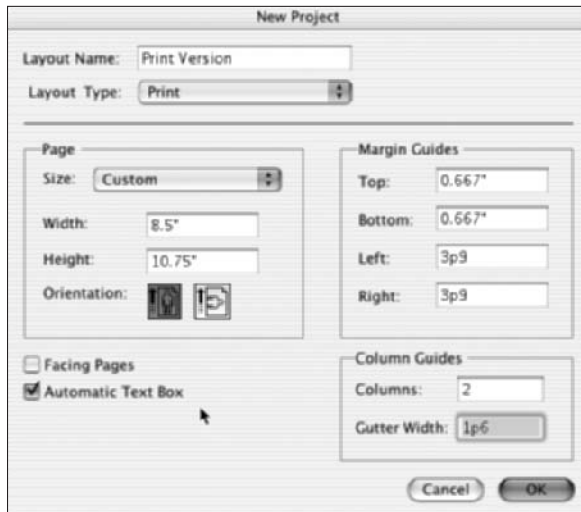 New Project
Layout Name: Print Version
Layout Type: Print
Page
Size: Custom
Width: 8.5"
Height: 10.75"
Orientation:
Margin Guides
Top: 0.667"
Bottom: 0.667"
Left: 3p9
Right: 3p9
Facing Pages
Automatic Text Box
Column Guides
Columns: 2
Gutter Width: 1p6
Cancel OK